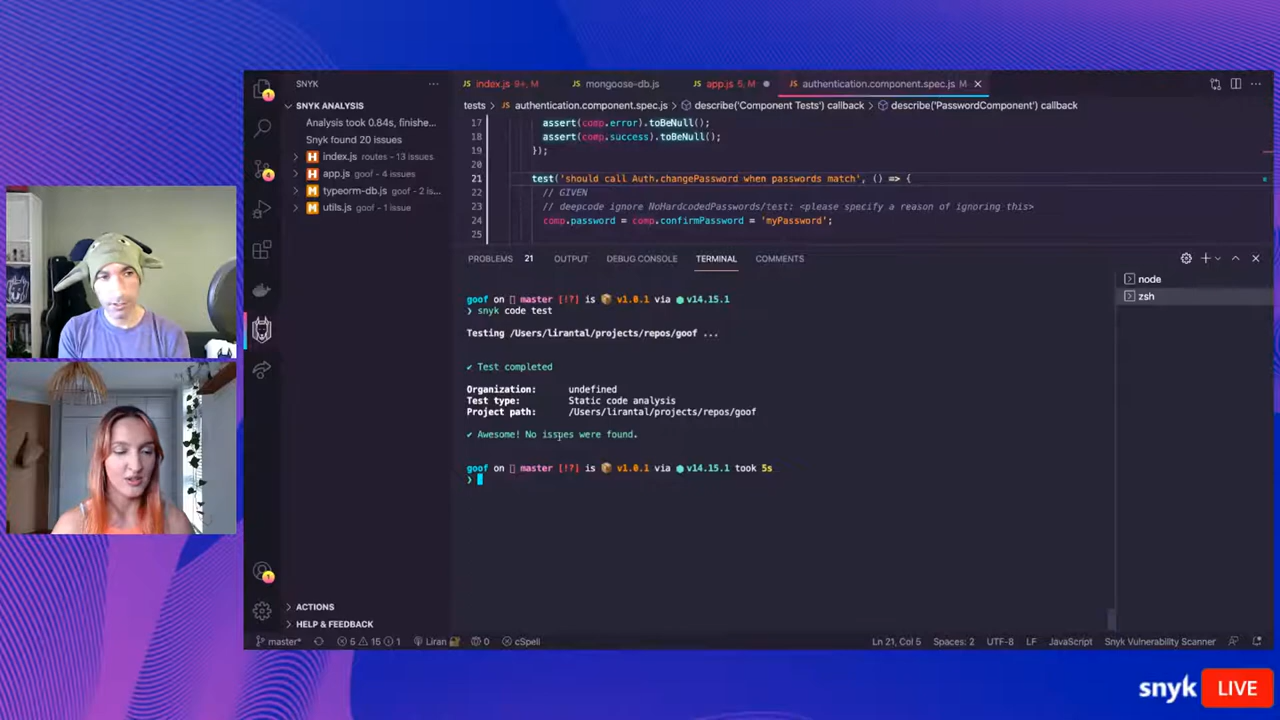 SNYK
SNYK ANALYSIS
Analysis took 0.84s, finishe...
Snyk found 20 issues
index.js routes - 13 issues
app.js goof - 4 issues
typeorm-db.js goof - 2 is...
utils.js goof - 1 issue
ACTIONS
HELP & FEEDBACK
index.js 9+, M
mongoose-db.js
app.js 5, M
authentication.component.spec.js M
tests > authentication.component.spec.js > describe('Component Tests') callback > describe('PasswordComponent') callback
17 assert(comp.error).toBeNull();
18 assert(comp.success).toBeNull();
19 });
20
21 test('should call Auth.changePassword when passwords match', () => {
22 // GIVEN
23 // deepcode ignore NoHardcodedPasswords/test: <please specify a reason of ignoring this>
24 comp.password = comp.confirmPassword = 'myPassword';
25
PROBLEMS 21 OUTPUT DEBUG CONSOLE TERMINAL COMMENTS
node
zsh
goof on master [!?] is v1.0.1 via v14.15.1
❯ snyk code test
Testing /Users/lirantal/projects/repos/goof ...
✔ Test completed
Organization: undefined
Test type: Static code analysis
Project path: /Users/lirantal/projects/repos/goof
✔ Awesome! No issues were found.
goof on master [!?] is v1.0.1 via v14.15.1 took 5s
❯
master* 5 15 1 Liran 0 cSpell Ln 21, Col 5 Spaces: 2 UTF-8 LF JavaScript Snyk Vulnerability Scanner
snyk LIVE